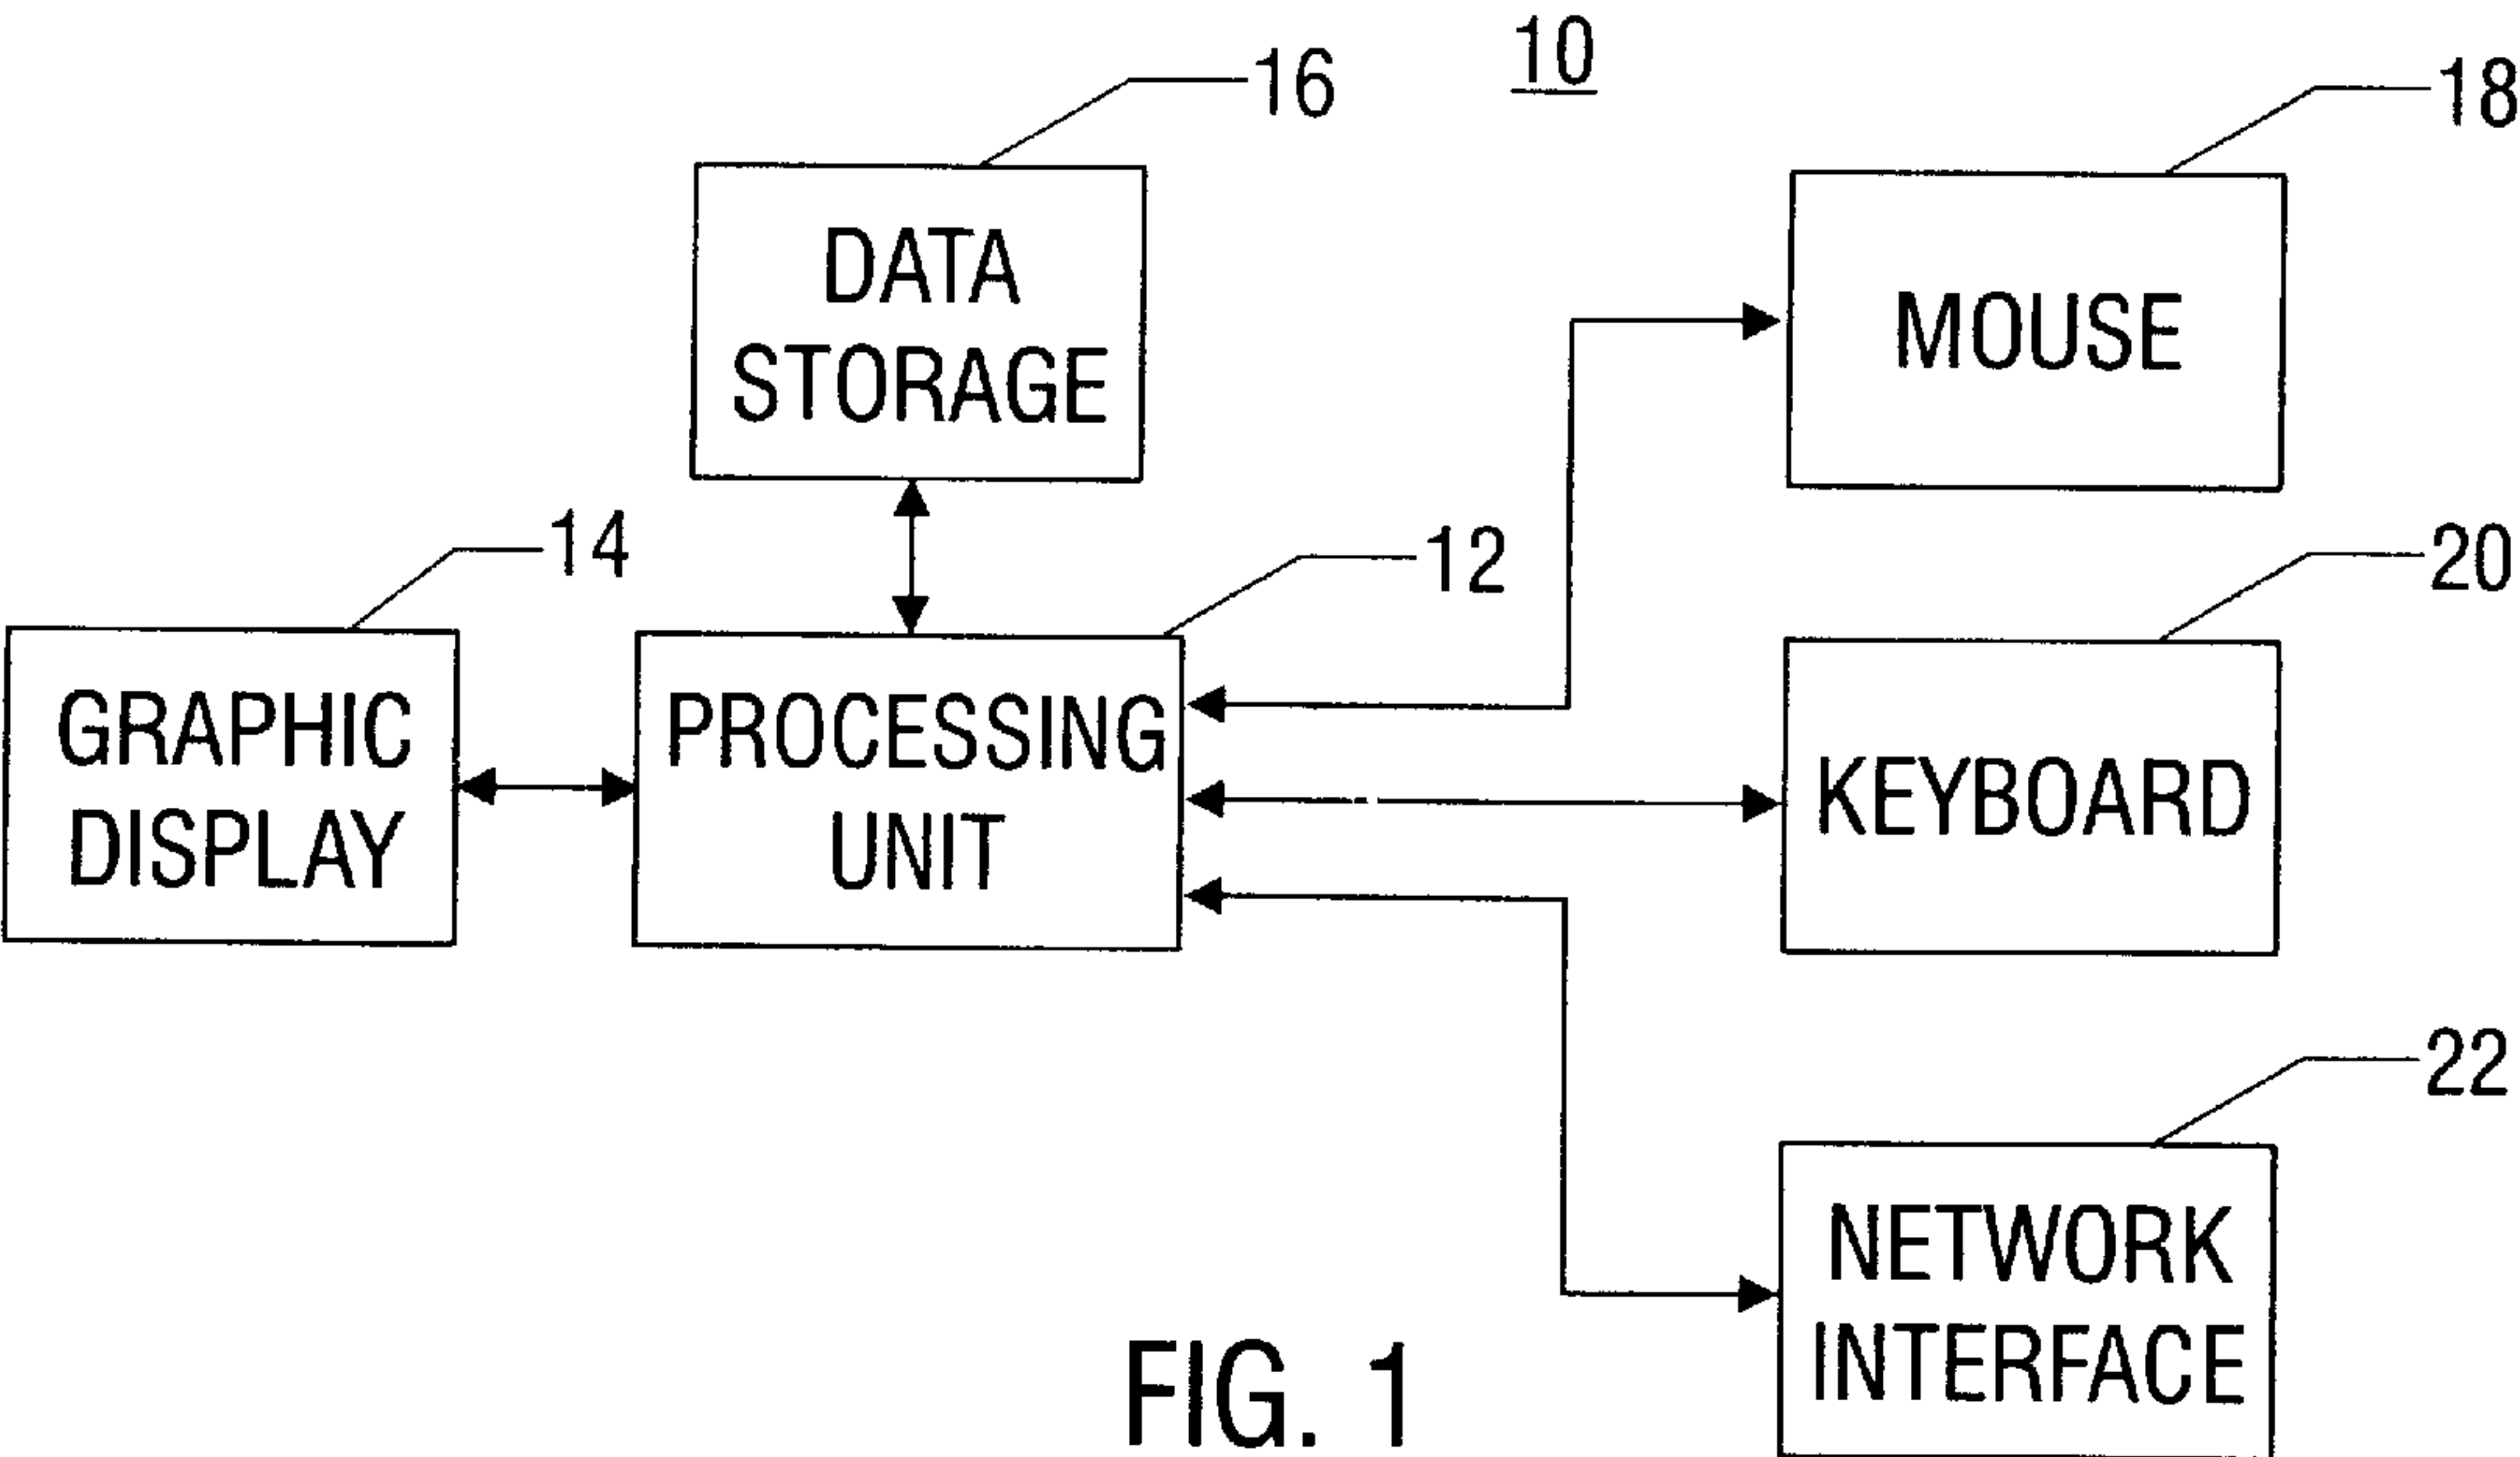 10
16
18
DATA
STORAGE
MOUSE
14
12
20
GRAPHIC
DISPLAY
PROCESSING
UNIT
KEYBOARD
22
NETWORK
INTERFACE
FIG. 1